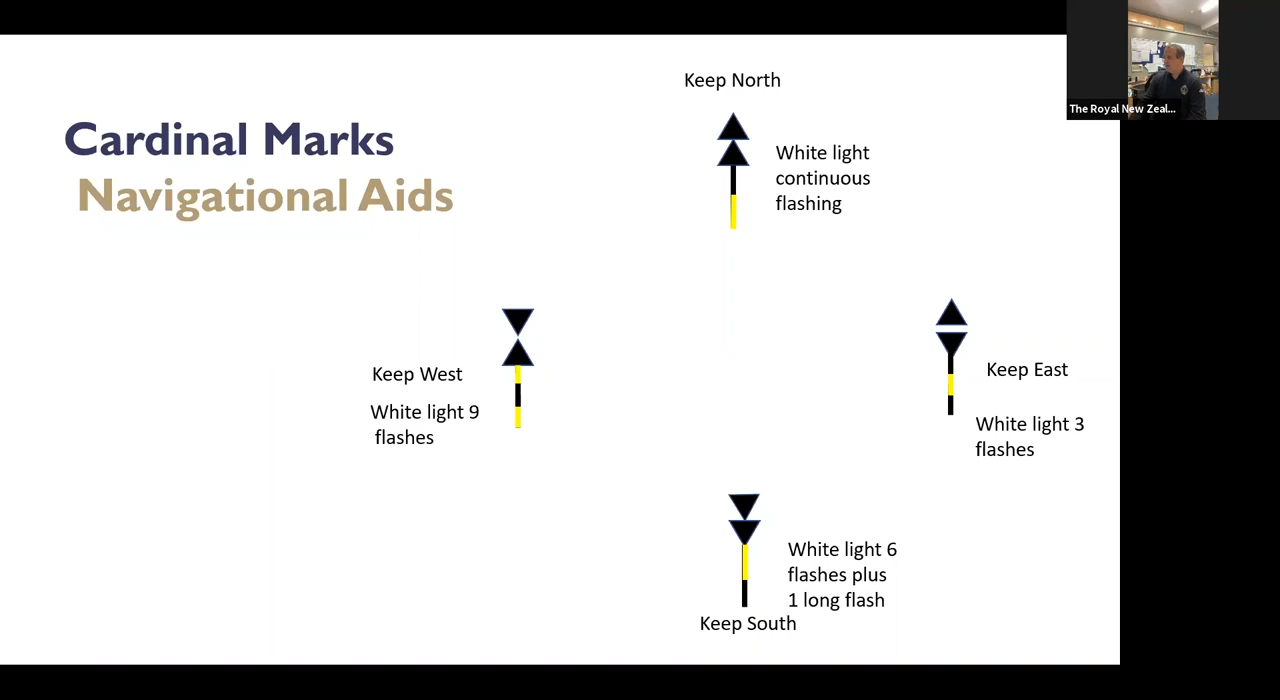 Cardinal Marks
Navigational Aids
Keep North
White light
continuous
flashing
Keep West
White light 9
flashes
Keep East
White light 3
flashes
White light 6
flashes plus
1 long flash
Keep South
The Royal New Zeal...